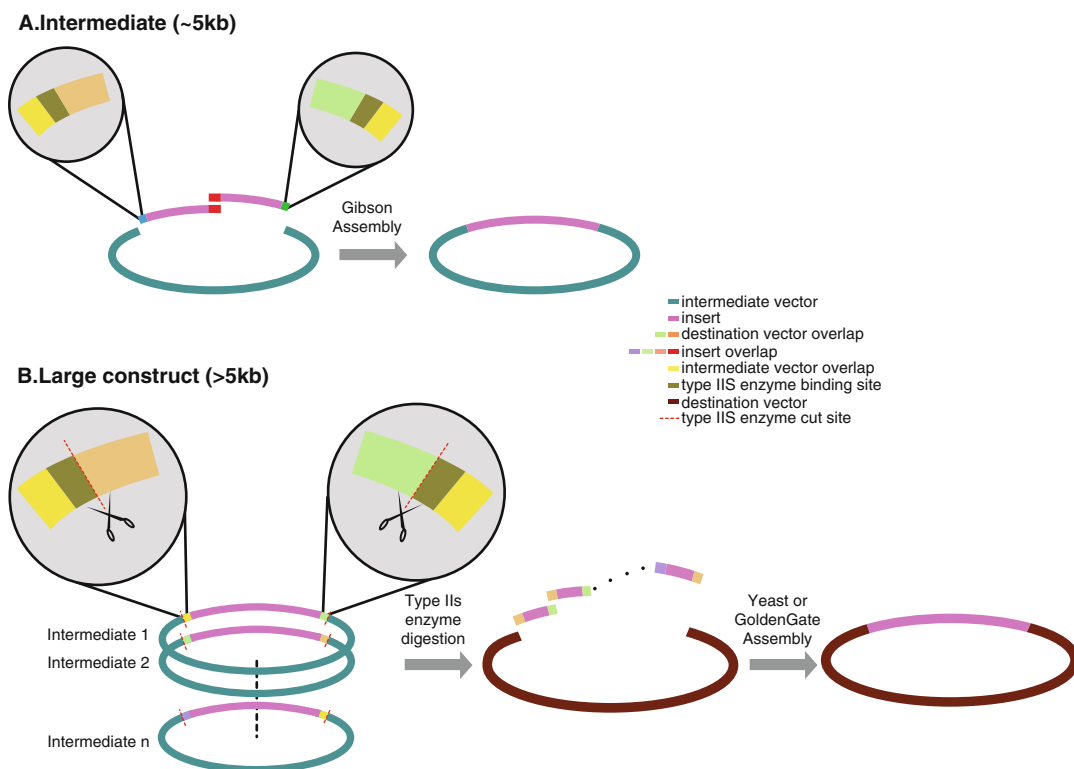 A.Intermediate (~5kb)
Gibson
Assembly
intermediate vector
insert
destination vector overlap
insert overlap
intermediate vector overlap
type IIS enzyme binding site
destination vector
type IIS enzyme cut site
B.Large construct (>5kb)
Intermediate 1
Intermediate 2
Intermediate n
Type IIs
enzyme
digestion
Yeast or
GoldenGate
Assembly